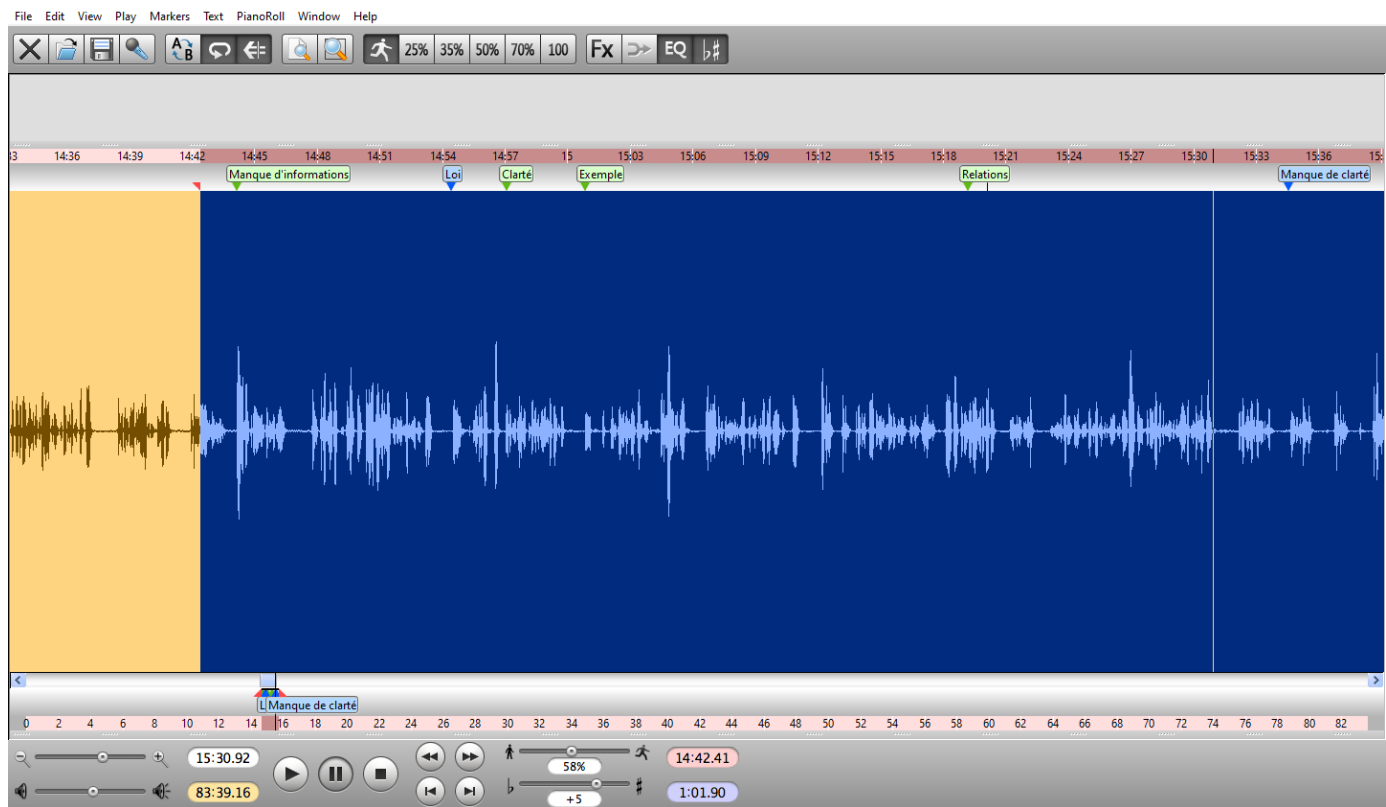 File Edit View Play Markers Text PianoRoll Window Help
A B 25% 35% 50% 70% 100 Fx EQ ♭♯
33 14:36 14:39 14:42 14:45 14:48 14:51 14:54 14:57 15 15:03 15:06 15:09 15:12 15:15 15:18 15:21 15:24 15:27 15:30 15:33 15:36 15:
Manque d'informations Loi Clarté Exemple Relations Manque de clarté
L Manque de clarté
0 2 4 6 8 10 12 14 16 18 20 22 24 26 28 30 32 34 36 38 40 42 44 46 48 50 52 54 56 58 60 62 64 66 68 70 72 74 76 78 80 82
15:30.92 58% 14:42.41
83:39.16 ♭ +5 ♯ 1:01.90